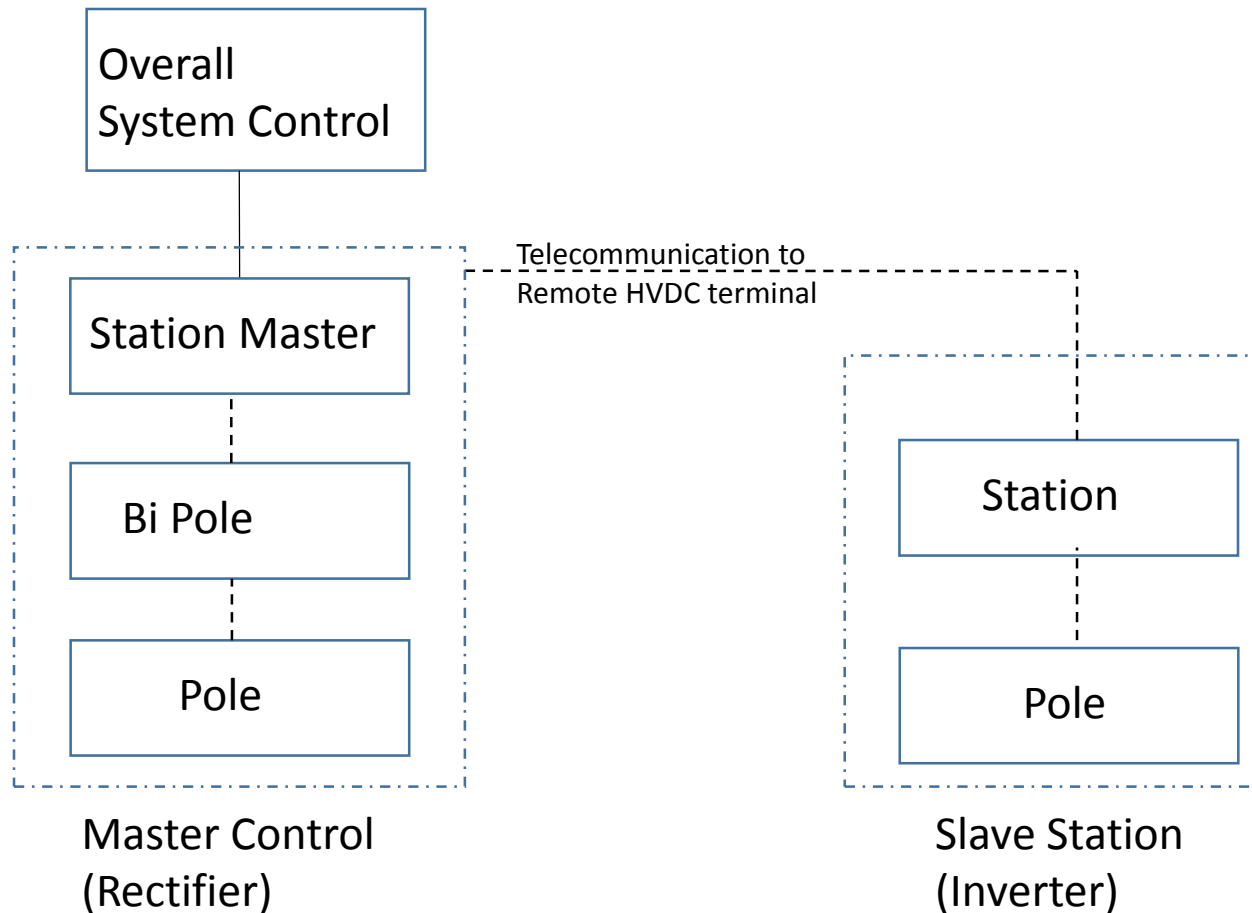 Overall
System Control
Telecommunication to
Remote HVDC terminal
Station Master
Bi Pole
Pole
Station
Pole
Master Control
(Rectifier)
Slave Station
(Inverter)